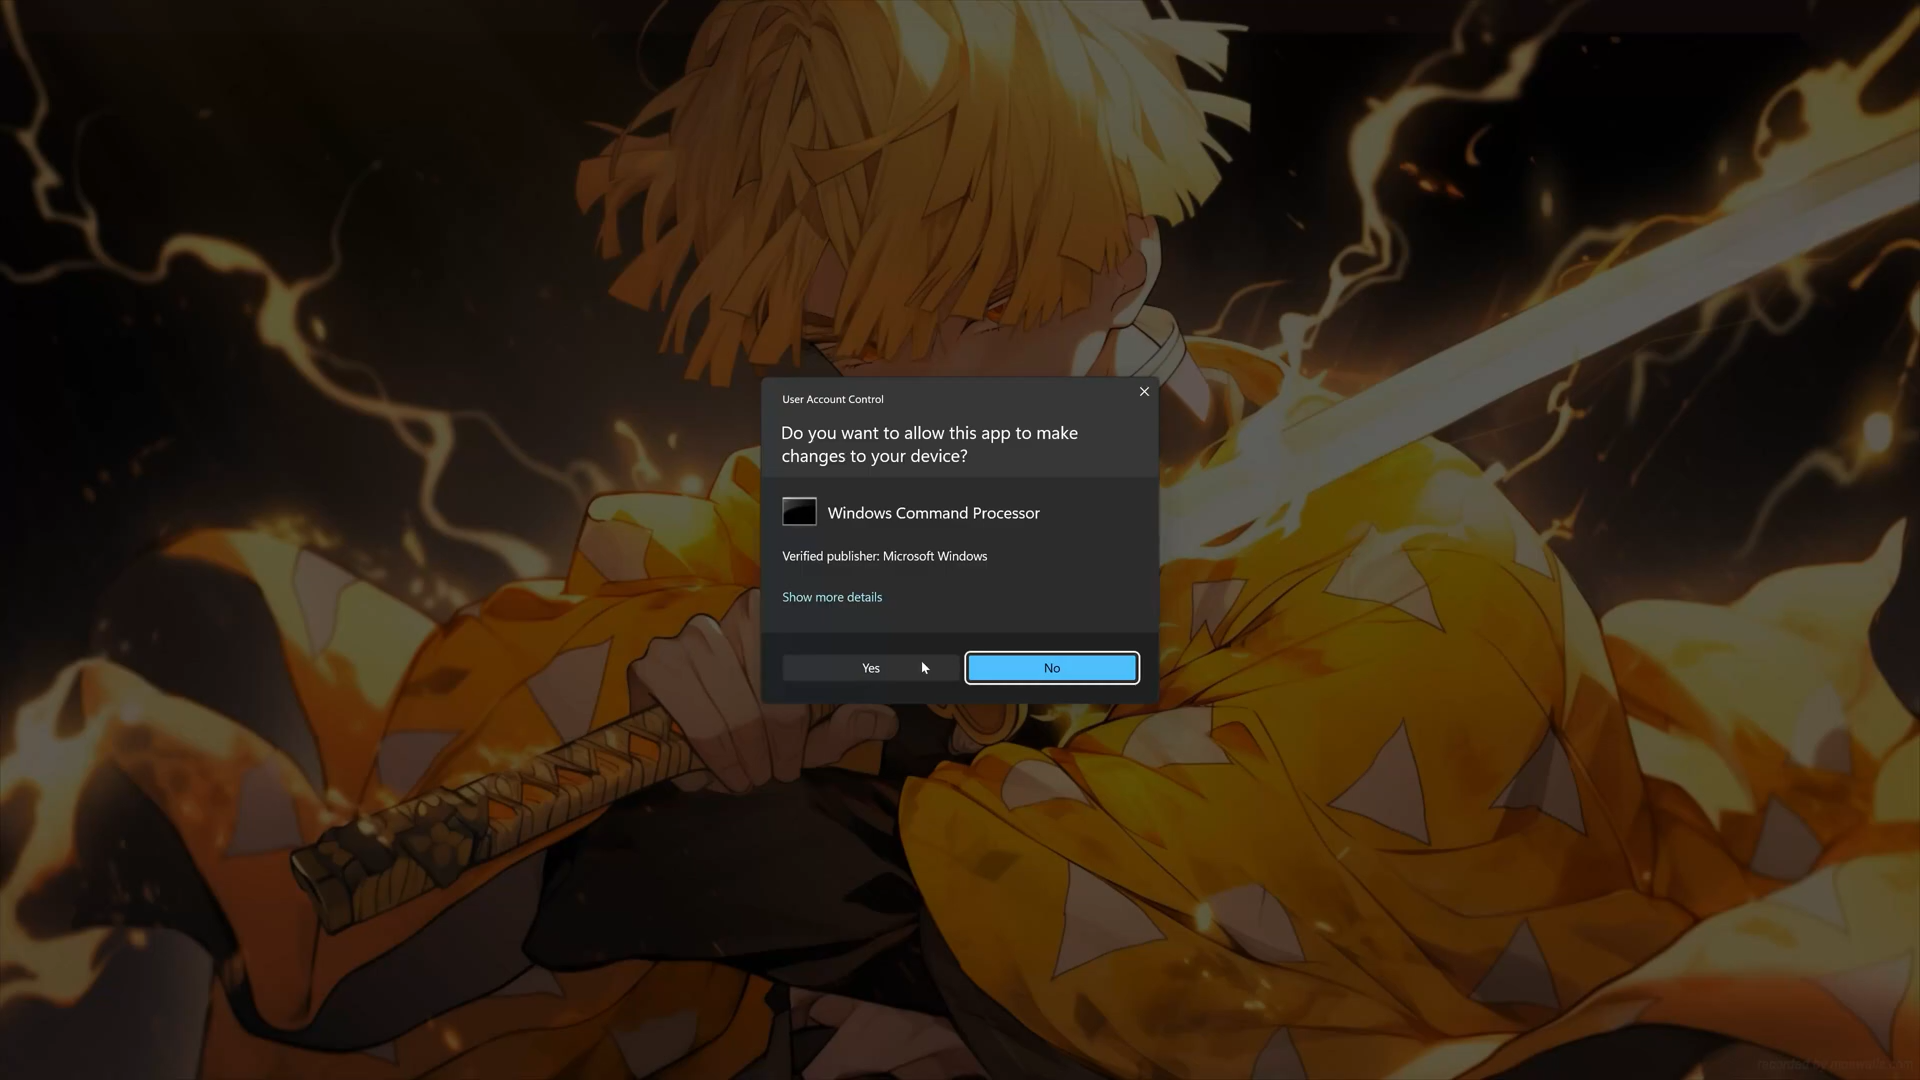 User Account Control
Do you want to allow this app to make
changes to your device?
Windows Command Processor
Verified publisher: Microsoft Windows
Show more details
Yes
No